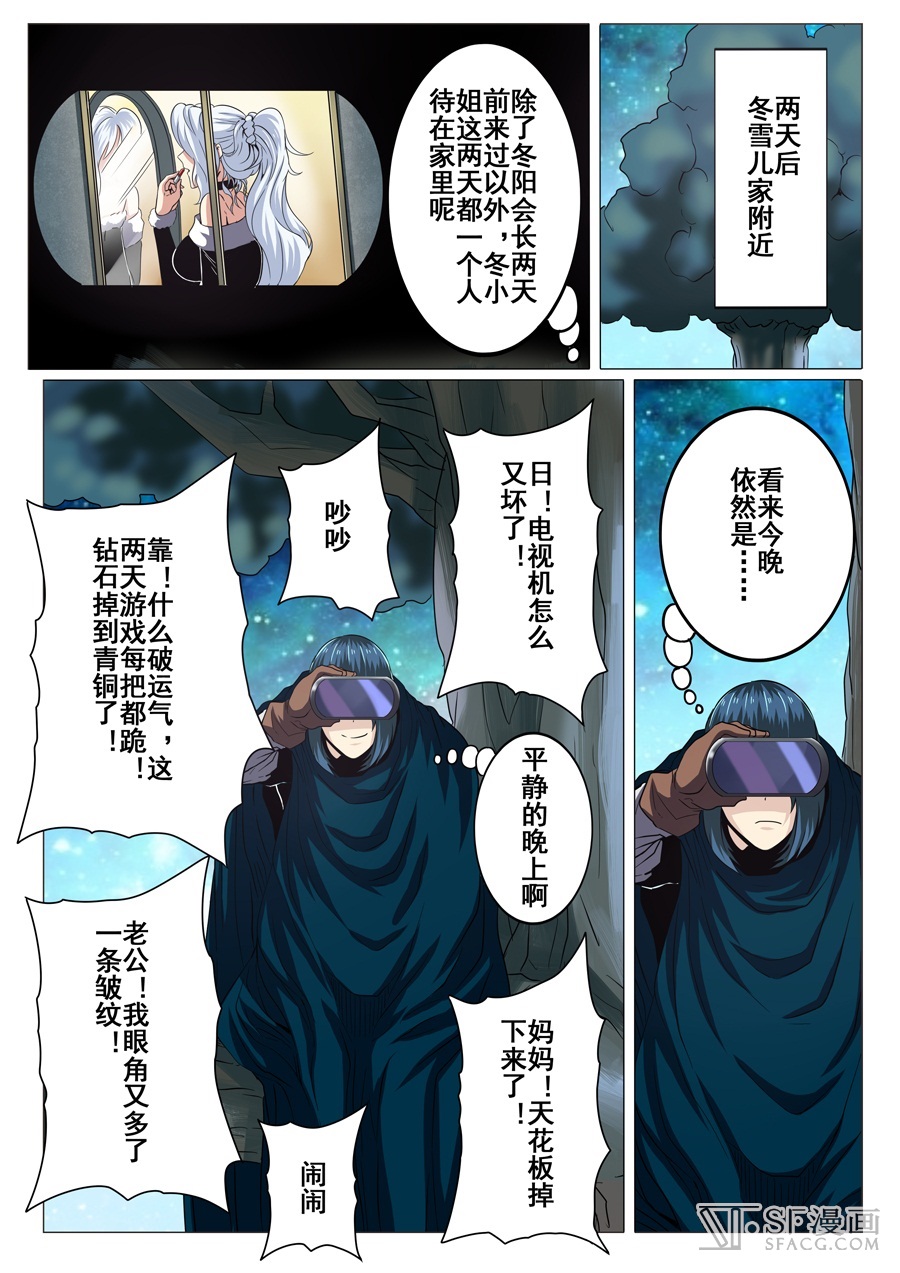 两天后
冬雪儿家附近
除了冬阳会长两天
前来过以外，冬小
姐这两天都一个人
待在家里呢
看来今晚
依然是……
日！电视机怎么
又坏了！
吵吵
靠！什么破运气，这
两天游戏每把都跪！
钻石掉到青铜了！
平静的晚上啊
妈妈！天花板掉
下来了！
老公！我眼角又多了
一条皱纹！
闹闹
SF漫画
SFACG.COM